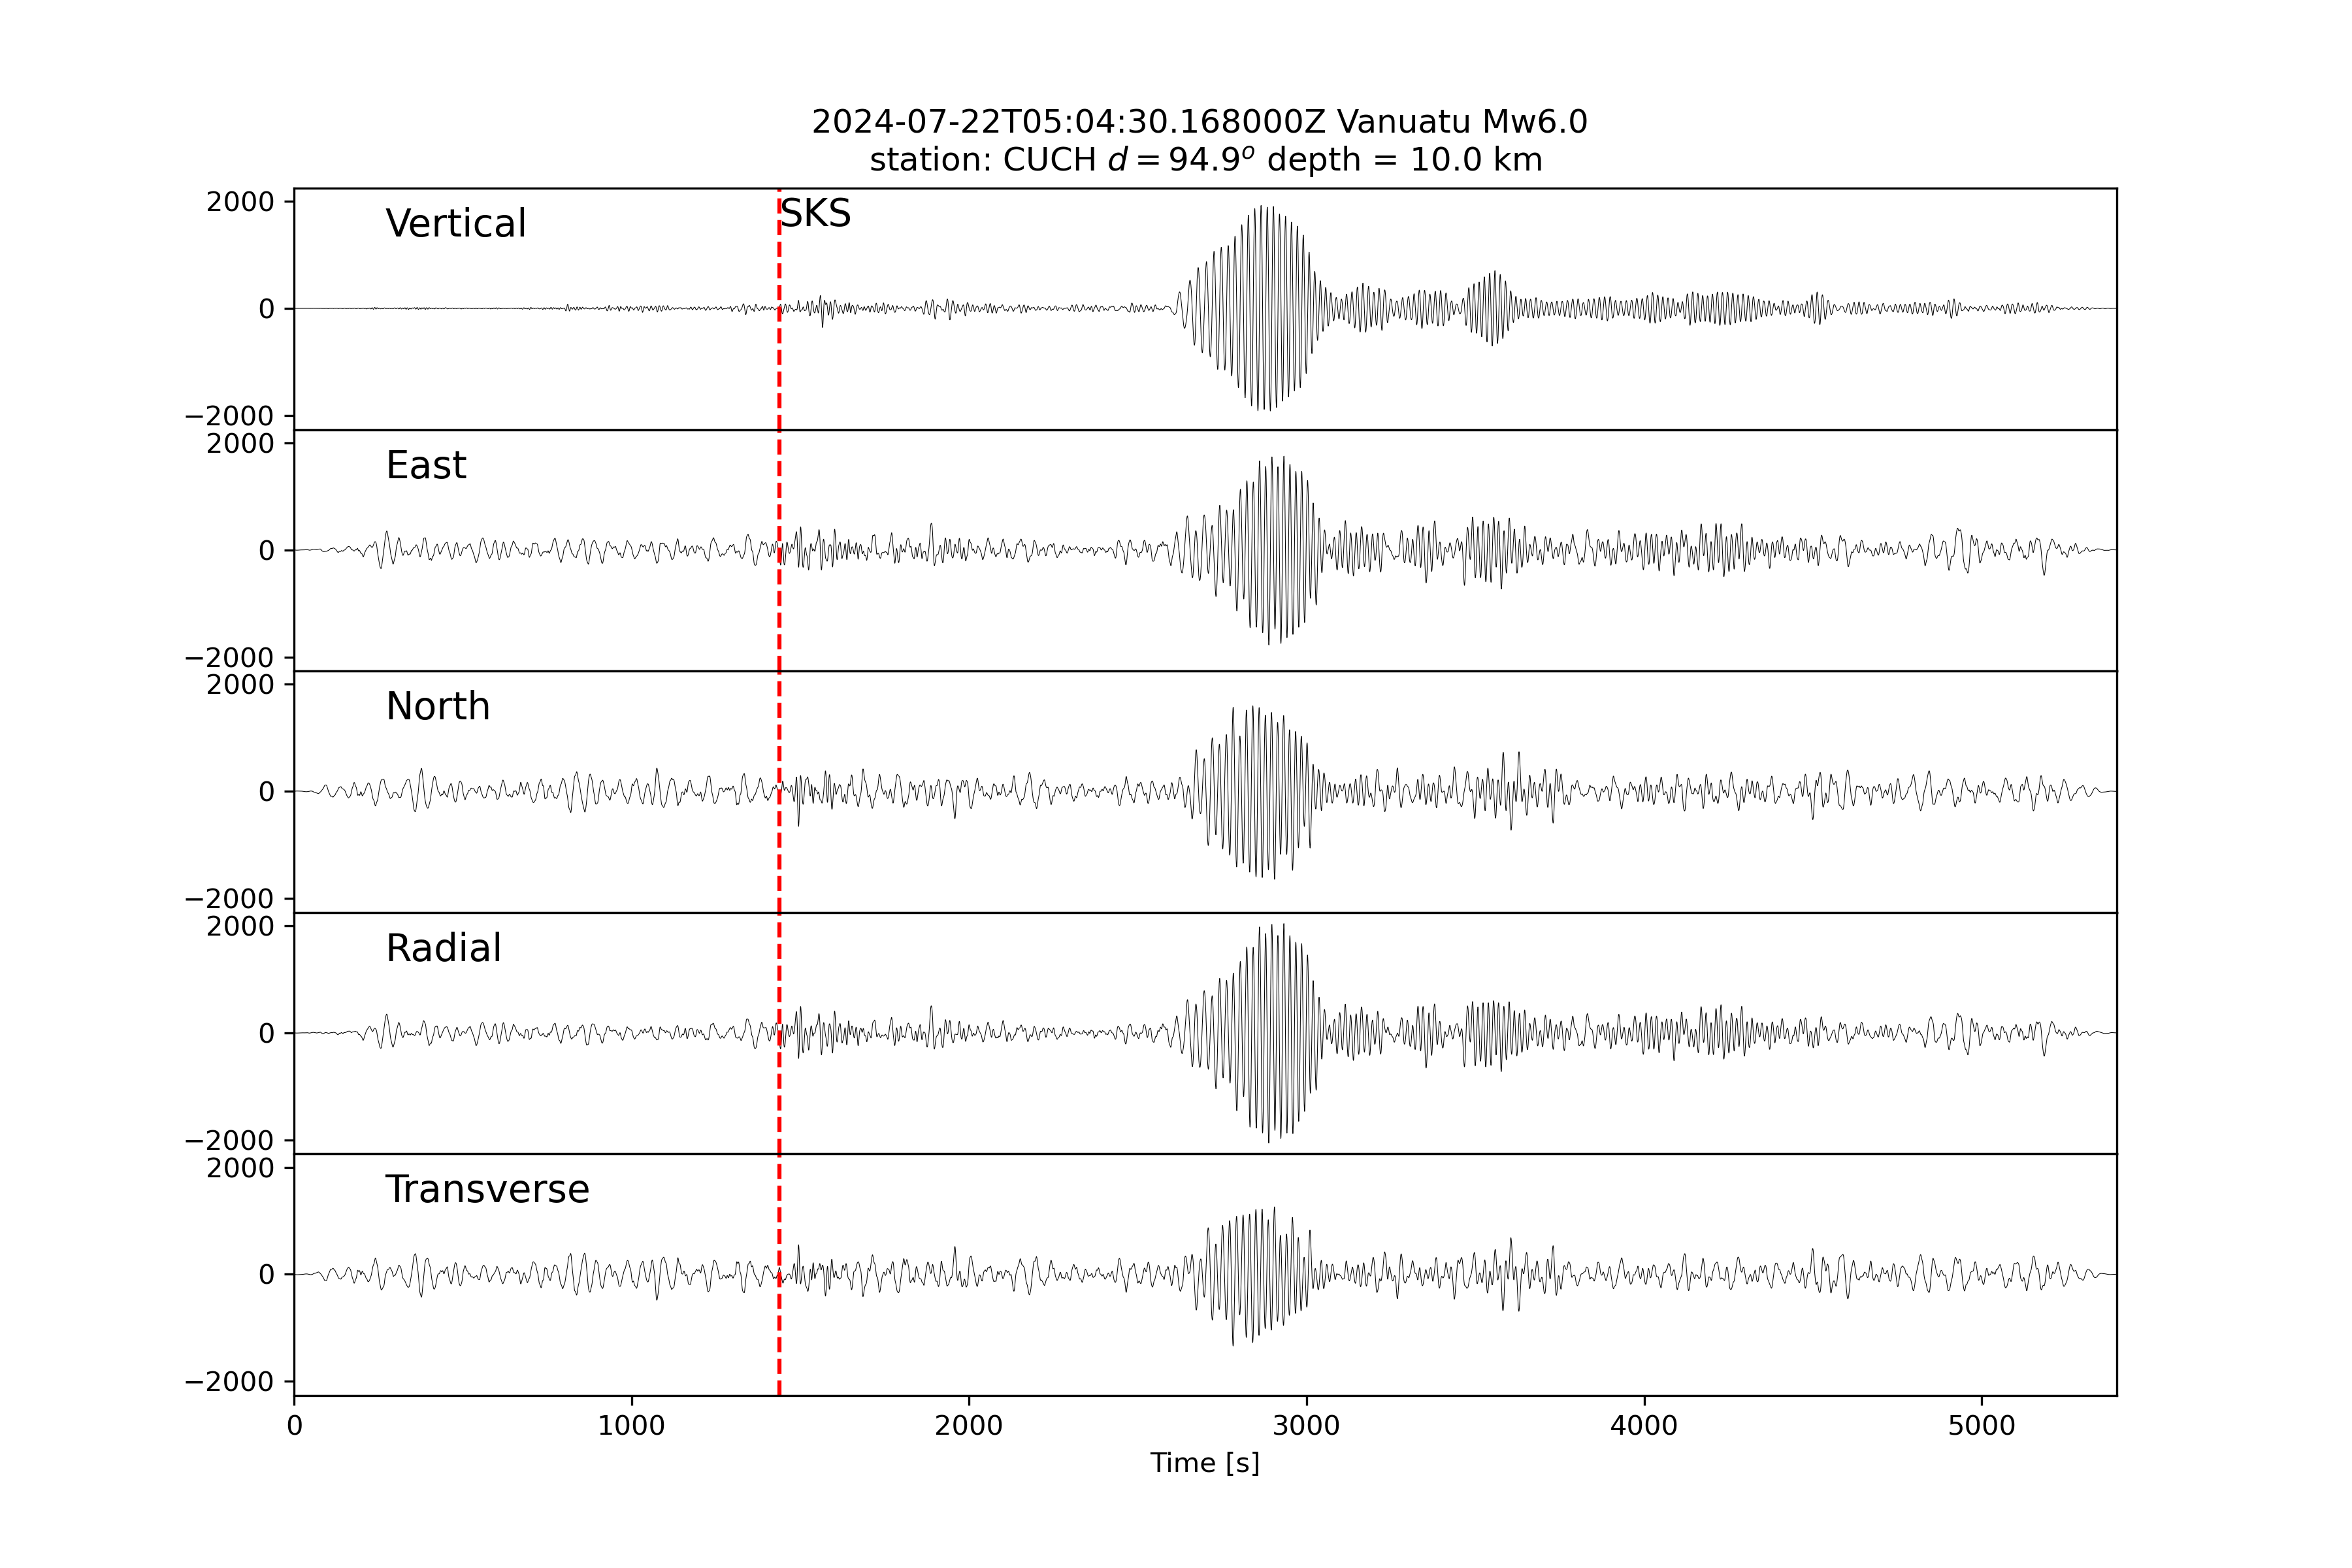 2024-07-22T05:04:30.168000Z Vanuatu Mw6.0
station: CUCH d = 94.9° depth = 10.0 km
Vertical
SKS
2000
0
−2000
East
2000
0
−2000
North
2000
0
−2000
Radial
2000
0
−2000
Transverse
2000
0
−2000
0 1000 2000 3000 4000 5000
Time [s]